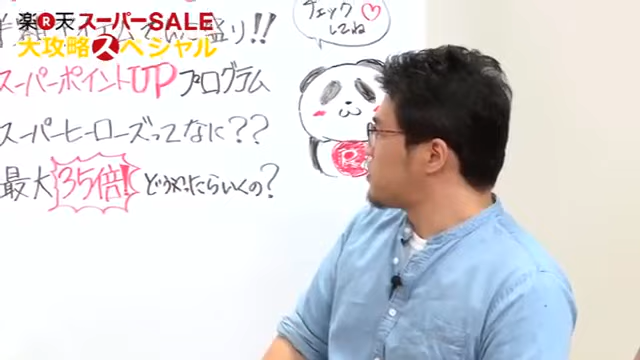 楽R天スーパーSALE
大攻略スペシャル
盛り!!
チェック♡
してね
スーパーポイントUPプログラム
スーパーヒーローズってなに??
最大35倍!どうやったらいくの?
R